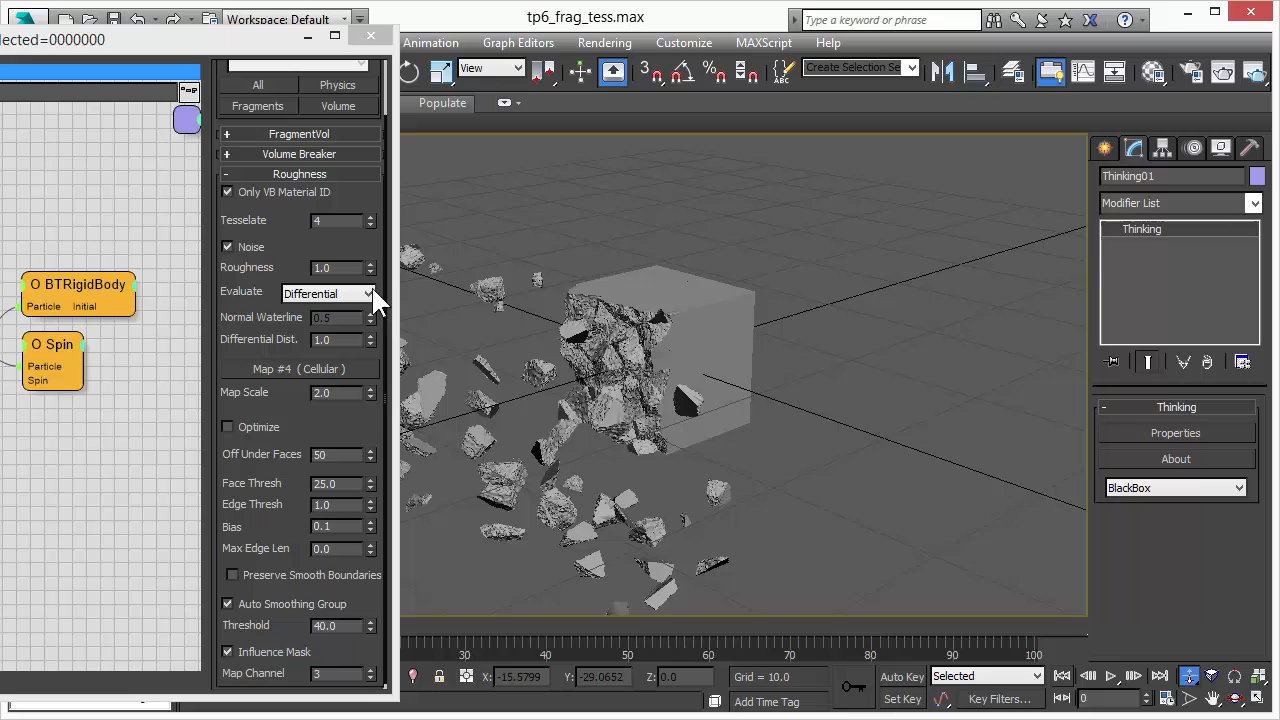 Workspace: Default
tp6_frag_tess.max
Type a keyword or phrase
lected=0000000
Animation
Graph Editors
Rendering
Customize
MAXScript
Help
View
Create Selection Se
Populate
All
Physics
Fragments
Volume
+ FragmentVol
+ Volume Breaker
- Roughness
Only VB Material ID
Tesselate 4
Noise
Roughness 1.0
Evaluate Differential
Normal Waterline 0.5
Differential Dist. 1.0
Map #4 ( Cellular )
Map Scale 2.0
Optimize
Off Under Faces 50
Face Thresh 25.0
Edge Thresh 1.0
Bias 0.1
Max Edge Len 0.0
Preserve Smooth Boundaries
Auto Smoothing Group
Threshold 40.0
Influence Mask
Map Channel 3
O BTRigidBody
Particle Initial
O Spin
Particle
Spin
Thinking01
Modifier List
Thinking
- Thinking
Properties
About
BlackBox
30 40 50 60 70 80 90 100
X: -15.5799 Y: -29.0652 Z: 0.0
Grid = 10.0
Add Time Tag
Auto Key
Selected
Set Key
Key Filters...
0